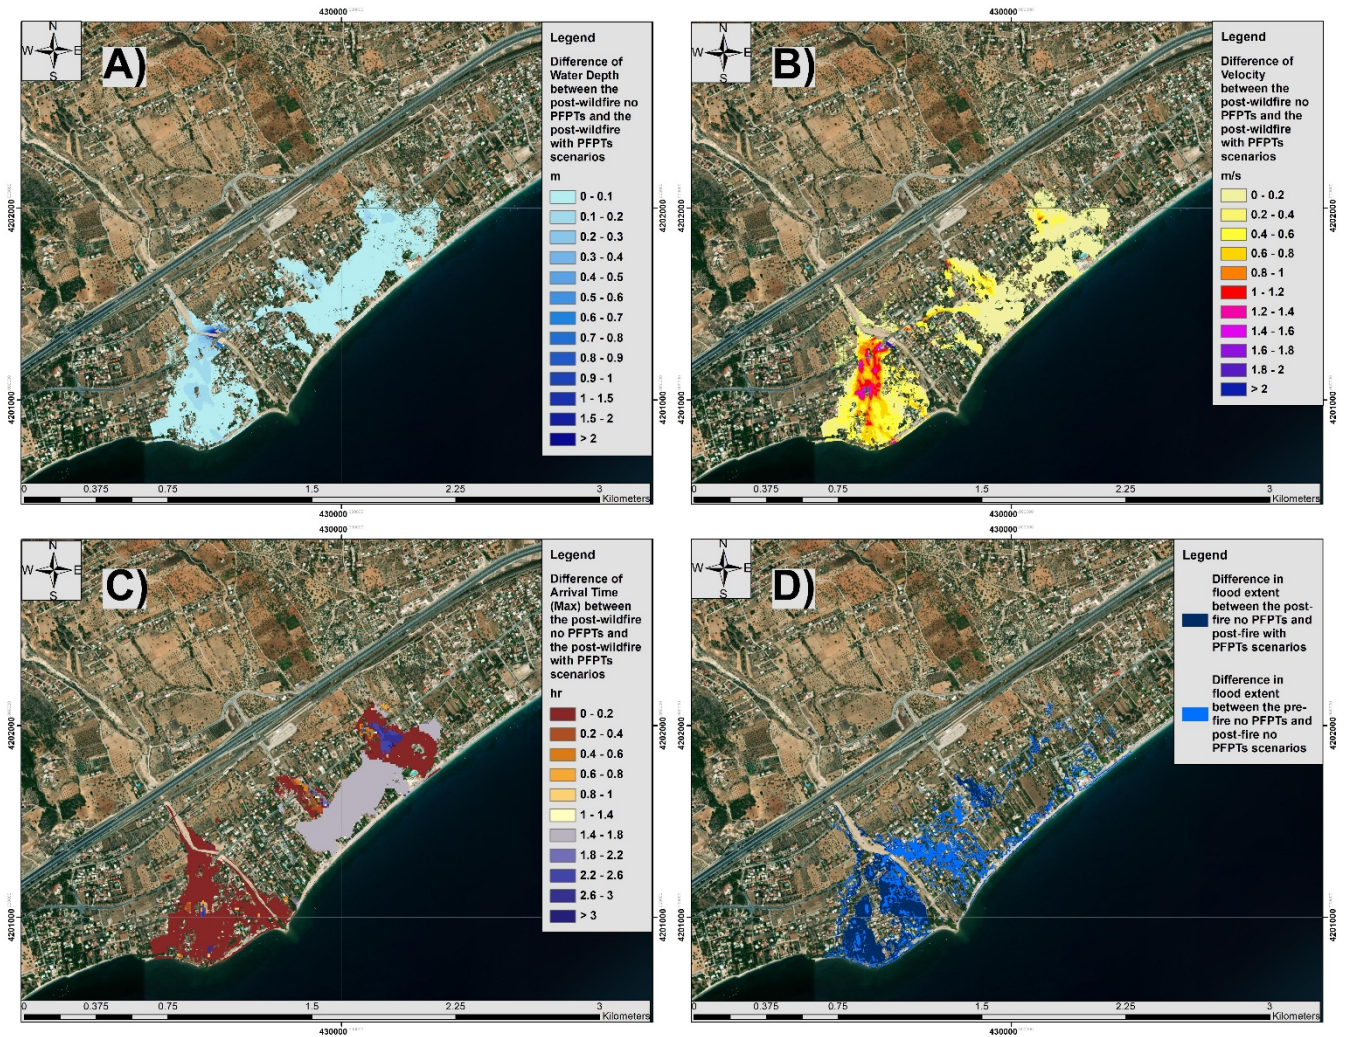 430000
N
W E
S
A)
Legend
Difference of
Water Depth
between the
post-wildfire no
PFPTs and the
post-wildfire
with PFPTs
scenarios
m
0 - 0.1
0.1 - 0.2
0.2 - 0.3
0.3 - 0.4
0.4 - 0.5
0.5 - 0.6
0.6 - 0.7
0.7 - 0.8
0.8 - 0.9
0.9 - 1
1 - 1.5
1.5 - 2
> 2
4202000
4202000
4201000
4201000
0 0.375 0.75 1.5 2.25 3
Kilometers
430000
430000
N
W E
S
B)
Legend
Difference of
Velocity
between the
post-wildfire no
PFPTs and the
post-wildfire
with PFPTs
scenarios
m/s
0 - 0.2
0.2 - 0.4
0.4 - 0.6
0.6 - 0.8
0.8 - 1
1 - 1.2
1.2 - 1.4
1.4 - 1.6
1.6 - 1.8
1.8 - 2
> 2
4202000
4202000
4201000
4201000
0 0.375 0.75 1.5 2.25 3
Kilometers
430000
430000
N
W E
S
C)
Legend
Difference of
Arrival Time
(Max) between
the post-wildfire
no PFPTs and
the post-wildfire
with PFPTs
scenarios
hr
0 - 0.2
0.2 - 0.4
0.4 - 0.6
0.6 - 0.8
0.8 - 1
1 - 1.4
1.4 - 1.8
1.8 - 2.2
2.2 - 2.6
2.6 - 3
> 3
4202000
4202000
4201000
4201000
0 0.375 0.75 1.5 2.25 3
Kilometers
430000
430000
N
W E
S
D)
Legend
Difference in
flood extent
between the post-
fire no PFPTs and
post-fire with
PFPTs scenarios
Difference in
flood extent
between the pre-
fire no PFPTs and
post-fire no
PFPTs scenarios
4202000
4202000
4201000
4201000
0 0.375 0.75 1.5 2.25 3
Kilometers
430000